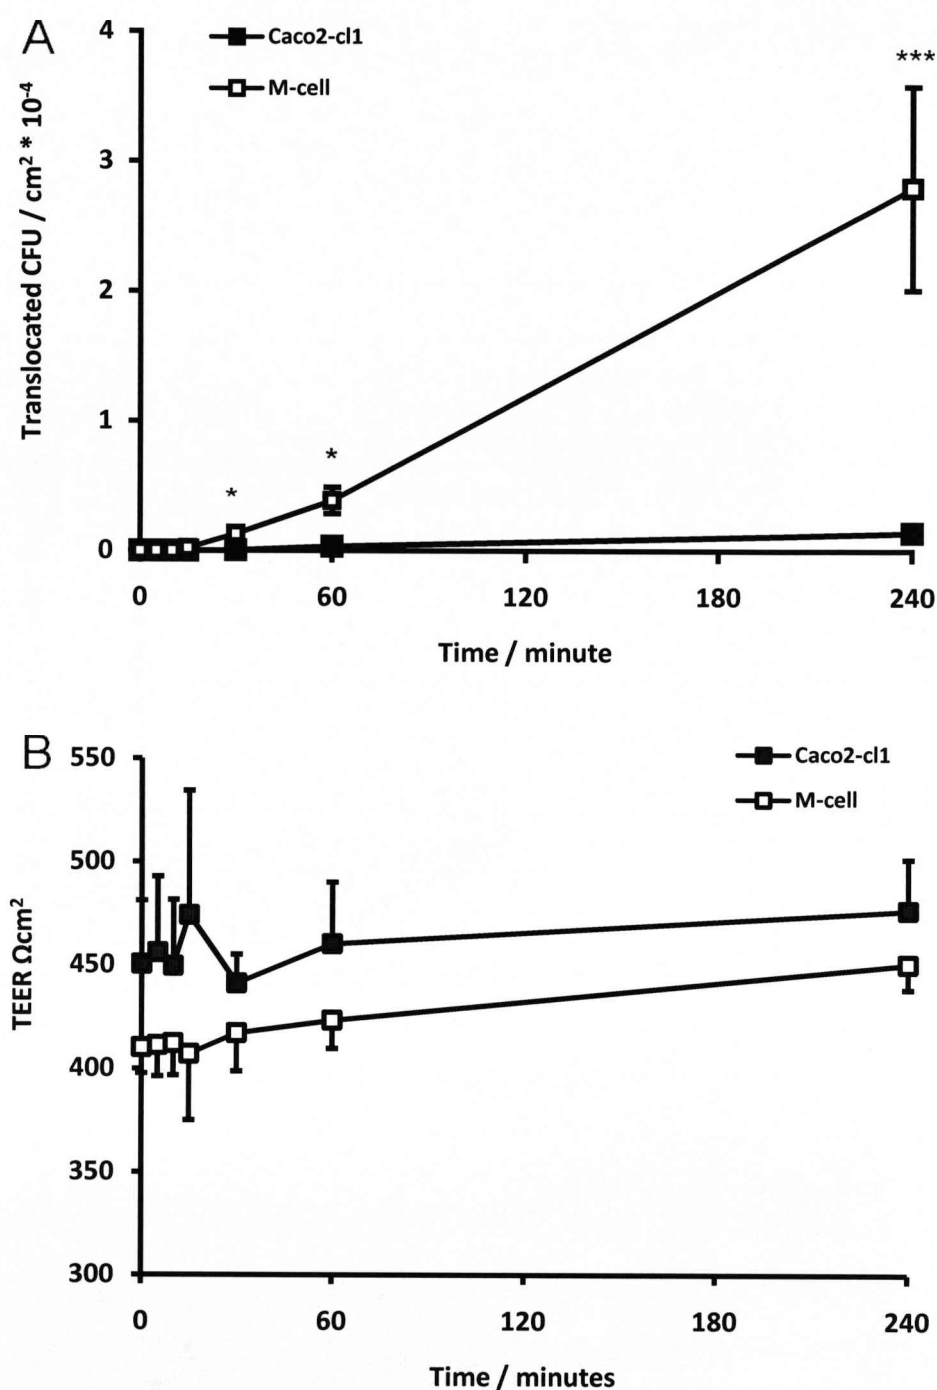 A
Caco2-cl1
M-cell
***
*
*
Translocated CFU / cm² * 10⁻⁴
4
3
2
1
0
0 60 120 180 240
Time / minute
B
Caco2-cl1
M-cell
TEER Ωcm²
550
500
450
400
350
300
0 60 120 180 240
Time / minutes